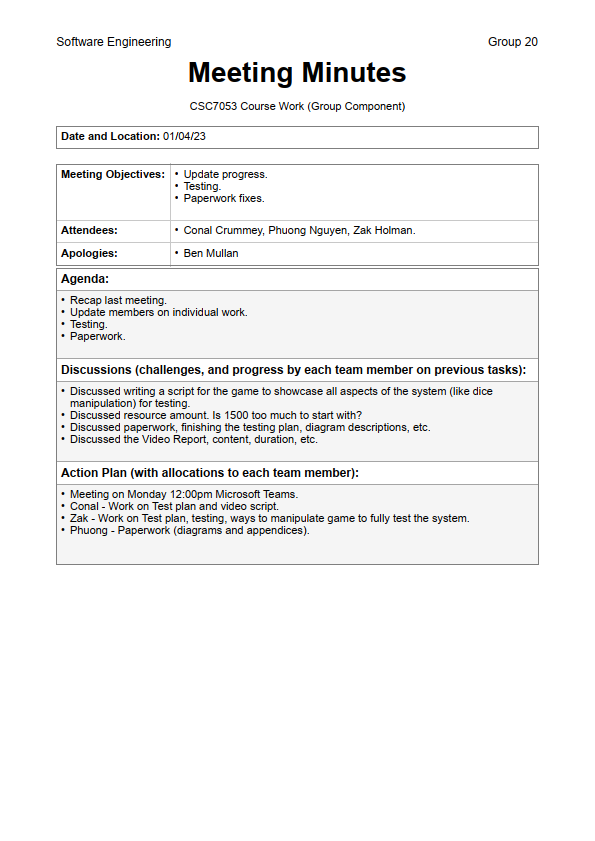 Software Engineering Group 20
Meeting Minutes
CSC7053 Course Work (Group Component)
Date and Location: 01/04/23
Meeting Objectives: • Update progress.
• Testing.
• Paperwork fixes.
Attendees: • Conal Crummey, Phuong Nguyen, Zak Holman.
Apologies: • Ben Mullan
Agenda:
• Recap last meeting.
• Update members on individual work.
• Testing.
• Paperwork.
Discussions (challenges, and progress by each team member on previous tasks):
• Discussed writing a script for the game to showcase all aspects of the system (like dice
manipulation) for testing.
• Discussed resource amount. Is 1500 too much to start with?
• Discussed paperwork, finishing the testing plan, diagram descriptions, etc.
• Discussed the Video Report, content, duration, etc.
Action Plan (with allocations to each team member):
• Meeting on Monday 12:00pm Microsoft Teams.
• Conal - Work on Test plan and video script.
• Zak - Work on Test plan, testing, ways to manipulate game to fully test the system.
• Phuong - Paperwork (diagrams and appendices).